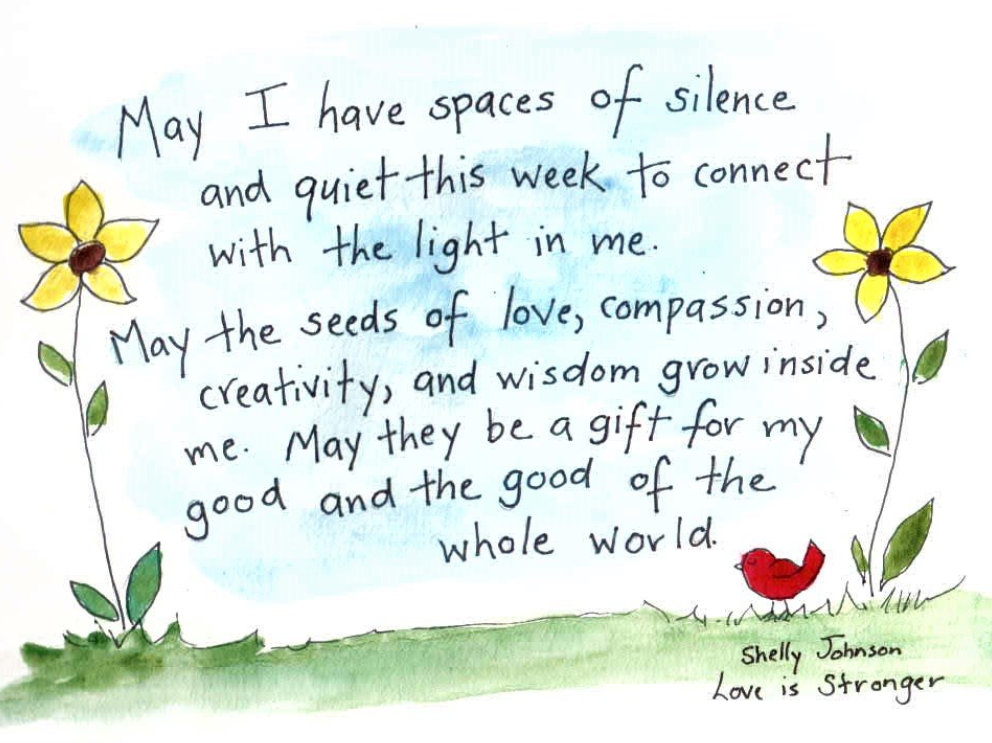 May I have spaces of silence
and quiet this week to connect
with the light in me.
May the seeds of love, compassion,
creativity, and wisdom grow inside
me. May they be a gift for my
good and the good of the
whole world.
Shelly Johnson
Love is Stronger